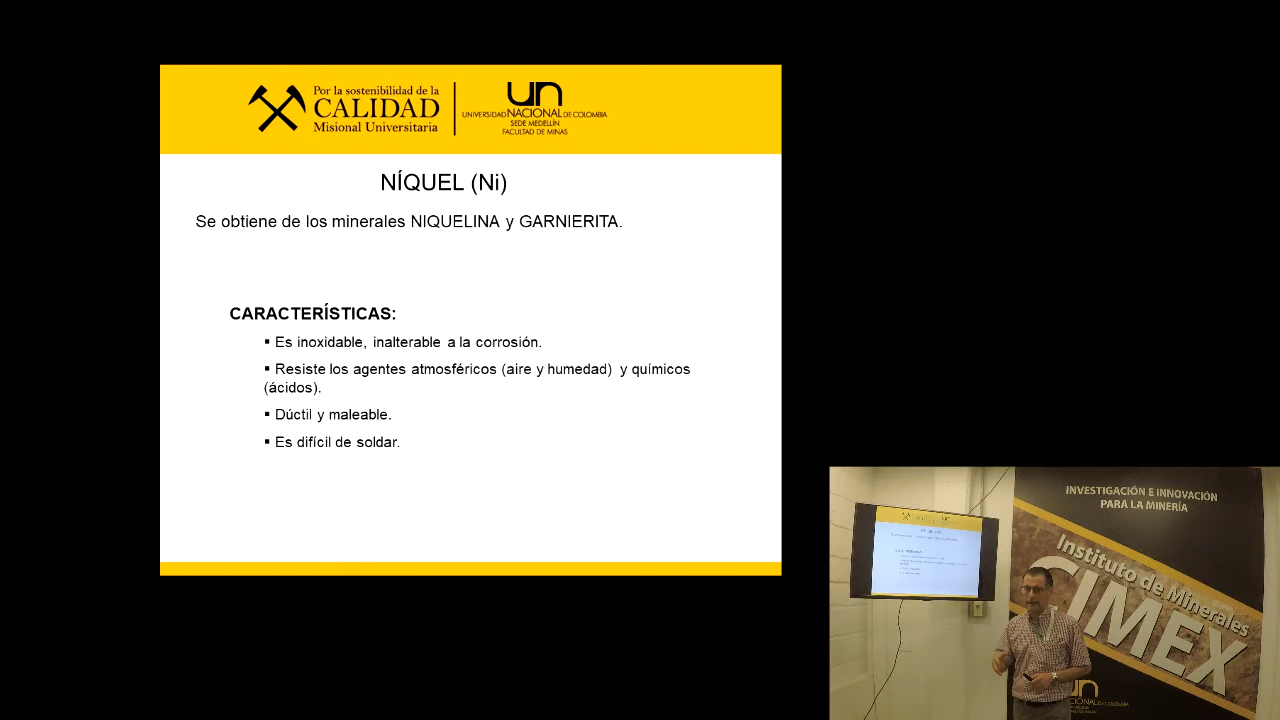 Por la sostenibilidad de la
CALIDAD
Misional Universitaria
un
UNIVERSIDAD NACIONAL DE COLOMBIA
SEDE MEDELLÍN
FACULTAD DE MINAS
NÍQUEL (Ni)
Se obtiene de los minerales NIQUELINA y GARNIERITA.
CARACTERÍSTICAS:
▪ Es inoxidable, inalterable a la corrosión.
▪ Resiste los agentes atmosféricos (aire y humedad) y químicos
(ácidos).
▪ Dúctil y maleable.
▪ Es difícil de soldar.
INVESTIGACIÓN E INNOVACIÓN
PARA LA MINERÍA
Instituto de Minerales
CIMEX
un